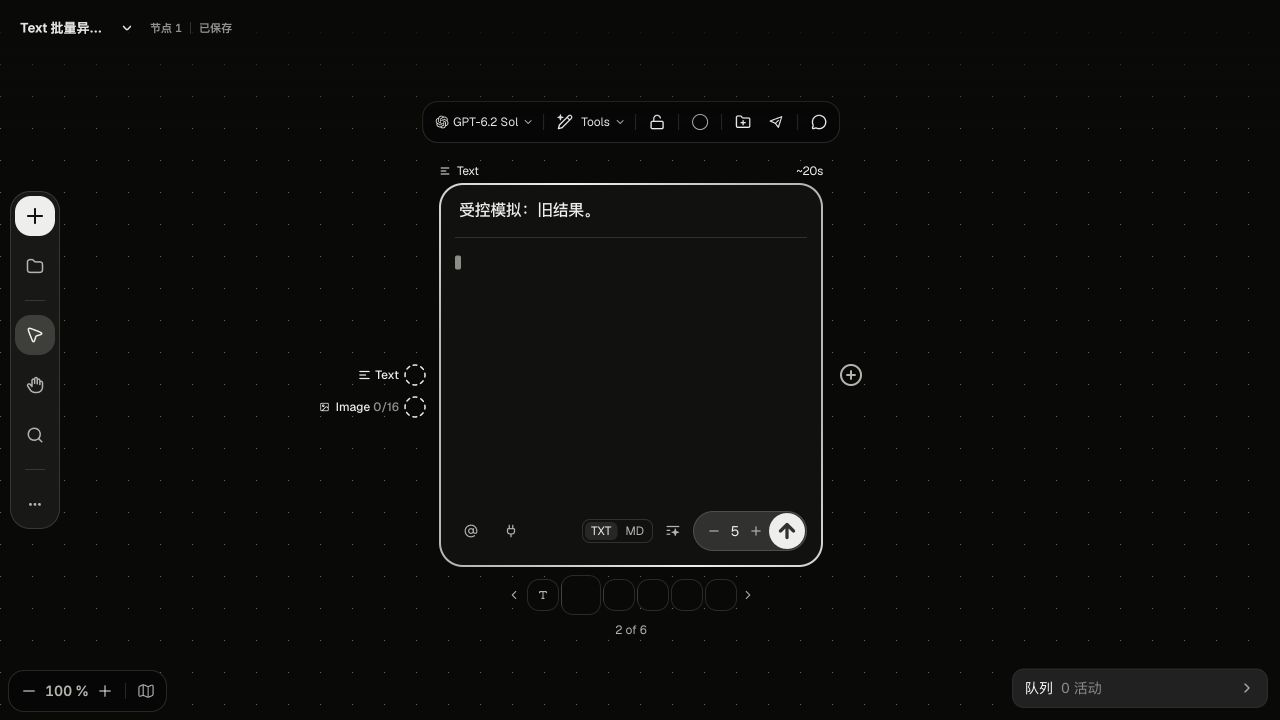 Text 批量异...
节点 1
已保存
GPT-6.2 Sol
Tools
Text
~20s
受控模拟：旧结果。
Text
Image 0/16
TXT
MD
5
T
2 of 6
100 %
队列 0 活动